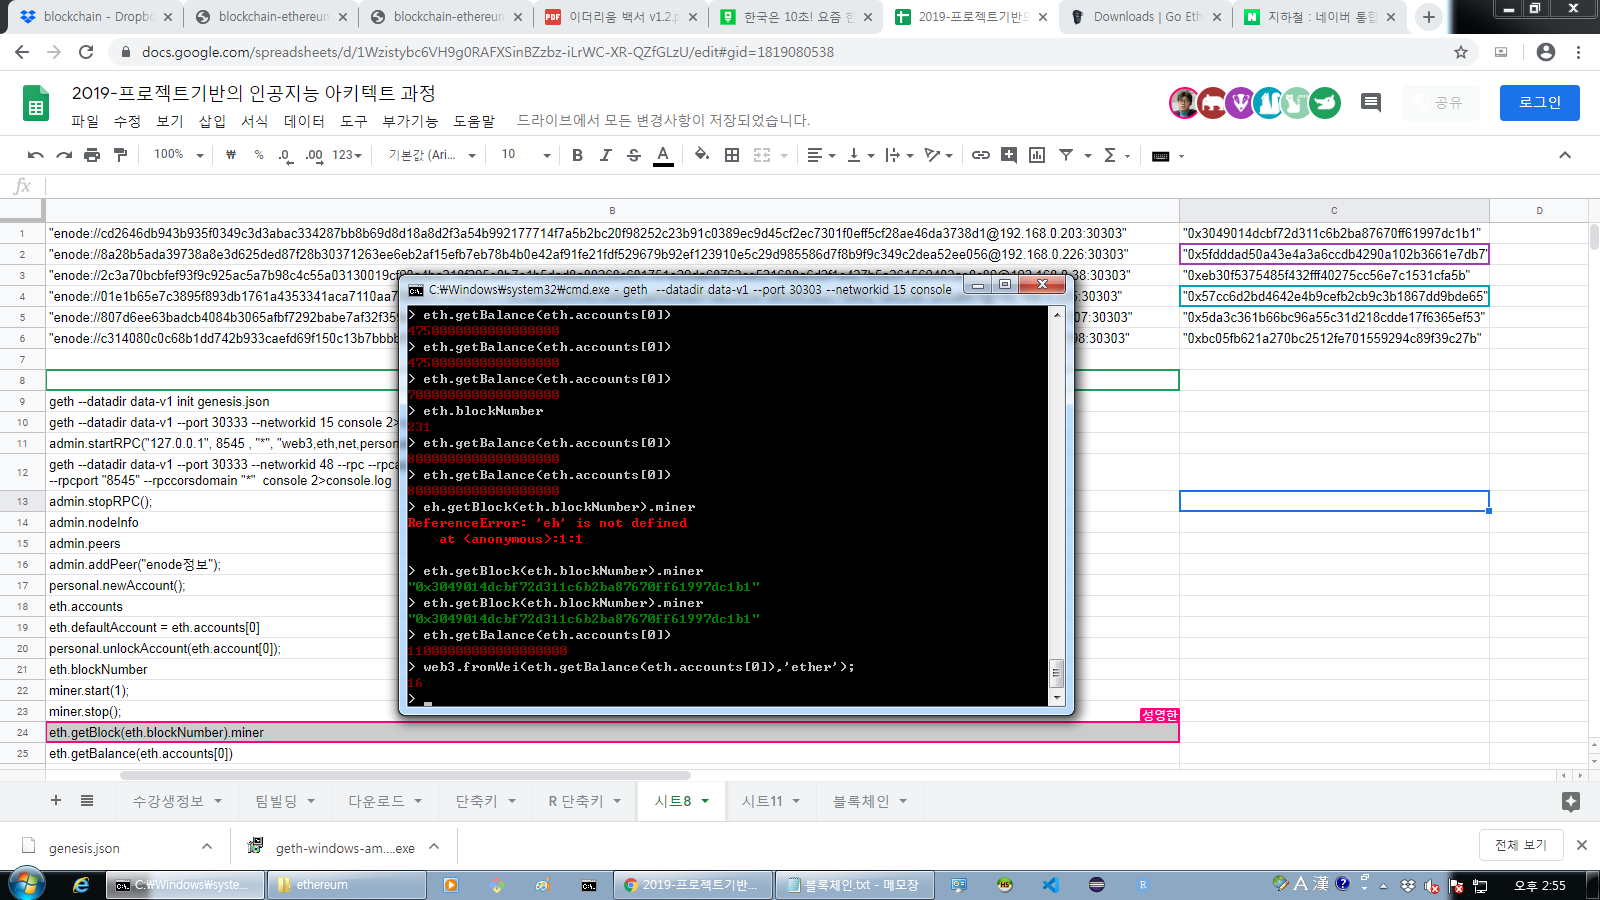 blockchain - Dropbo
blockchain-ethereum
blockchain-ethereum
이더리움 백서 v1.2.p
한국은 10초! 요즘 한
2019-프로젝트기반의
Downloads | Go Eth
지하철 : 네이버 통합
docs.google.com/spreadsheets/d/1Wzistybc6VH9g0RAFXSinBZzbz-iLrWC-XR-QZfGLzU/edit#gid=1819080538
2019-프로젝트기반의 인공지능 아키텍트 과정
파일 수정 보기 삽입 서식 데이터 도구 부가기능 도움말 드라이브에서 모든 변경사항이 저장되었습니다.
공유
로그인
100% ₩ % .0 .00 123 기본값 (Ari... 10 B I S A
fx
B C D
1 "enode://cd2646db943b935f0349c3d3abac334287bb8b69d8d18a8d2f3a54b992177714f7a5b2bc20f98252c23b91c0389ec9d45cf2ec7301f0eff5cf28ae46da3738d1@192.168.0.203:30303" "0x3049014dcbf72d311c6b2ba87670ff61997dc1b1"
2 "enode://8a28b5ada39738a8e3d625ded87f28b30371263ee6eb2af15efb7eb78b4b0e42af91fe21fdf529679b92ef123910e5c29d985586d7f8b9f9c349c2dea52ee056@192.168.0.226:30303" "0x5fdddad50a43e4a3a6ccdb4290a102b3661e7db7"
3 "enode://2c3a70bcbfef93f9c925ac5a7b98c4c55a03130019cf 38:30303" "0xeb30f5375485f432fff40275cc56e7c1531cfa5b"
4 "enode://01e1b65e7c3895f893db1761a4353341aca7110aa7 :30303" "0x57cc6d2bd4642e4b9cefb2cb9c3b1867dd9bde65"
5 "enode://807d6ee63badcb4084b3065afbf7292babe7af32f35 07:30303" "0x5da3c361b66bc96a55c31d218cdde17f6365ef53"
6 "enode://c314080c0c68b1dd742b933caefd69f150c13b7bbb 98:30303" "0xbc05fb621a270bc2512fe701559294c89f39c27b"
7
8
9 geth --datadir data-v1 init genesis.json
10 geth --datadir data-v1 --port 30333 --networkid 15 console 2>
11 admin.startRPC("127.0.0.1", 8545 , "*", "web3,eth,net,person
12 geth --datadir data-v1 --port 30333 --networkid 48 --rpc --rpca
--rpcport "8545" --rpccorsdomain "*" console 2>console.log
13 admin.stopRPC();
14 admin.nodeInfo
15 admin.peers
16 admin.addPeer("enode정보");
17 personal.newAccount();
18 eth.accounts
19 eth.defaultAccount = eth.accounts[0]
20 personal.unlockAccount(eth.account[0]);
21 eth.blockNumber
22 miner.start(1);
23 miner.stop();
성영한
24 eth.getBlock(eth.blockNumber).miner
25 eth.getBalance(eth.accounts[0])
C:₩Windows₩system32₩cmd.exe - geth --datadir data-v1 --port 30303 --networkid 15 console
> eth.getBalance(eth.accounts[0])
4750000000000000000
> eth.getBalance(eth.accounts[0])
4750000000000000000
> eth.getBalance(eth.accounts[0])
7000000000000000000
> eth.blockNumber
231
> eth.getBalance(eth.accounts[0])
8000000000000000000
> eth.getBalance(eth.accounts[0])
8000000000000000000
> eh.getBlock(eth.blockNumber).miner
ReferenceError: 'eh' is not defined
at <anonymous>:1:1
> eth.getBlock(eth.blockNumber).miner
"0x3049014dcbf72d311c6b2ba87670ff61997dc1b1"
> eth.getBlock(eth.blockNumber).miner
"0x3049014dcbf72d311c6b2ba87670ff61997dc1b1"
> eth.getBalance(eth.accounts[0])
11000000000000000000
> web3.fromWei(eth.getBalance(eth.accounts[0]),'ether');
16
>
수강생정보 팀빌딩 다운로드 단축키 R 단축키 시트8 시트11 블록체인
genesis.json
geth-windows-am....exe
전체 보기
C:₩Windows₩syste...
ethereum
2019-프로젝트기반...
블록체인.txt - 메모장
A 漢
오후 2:55